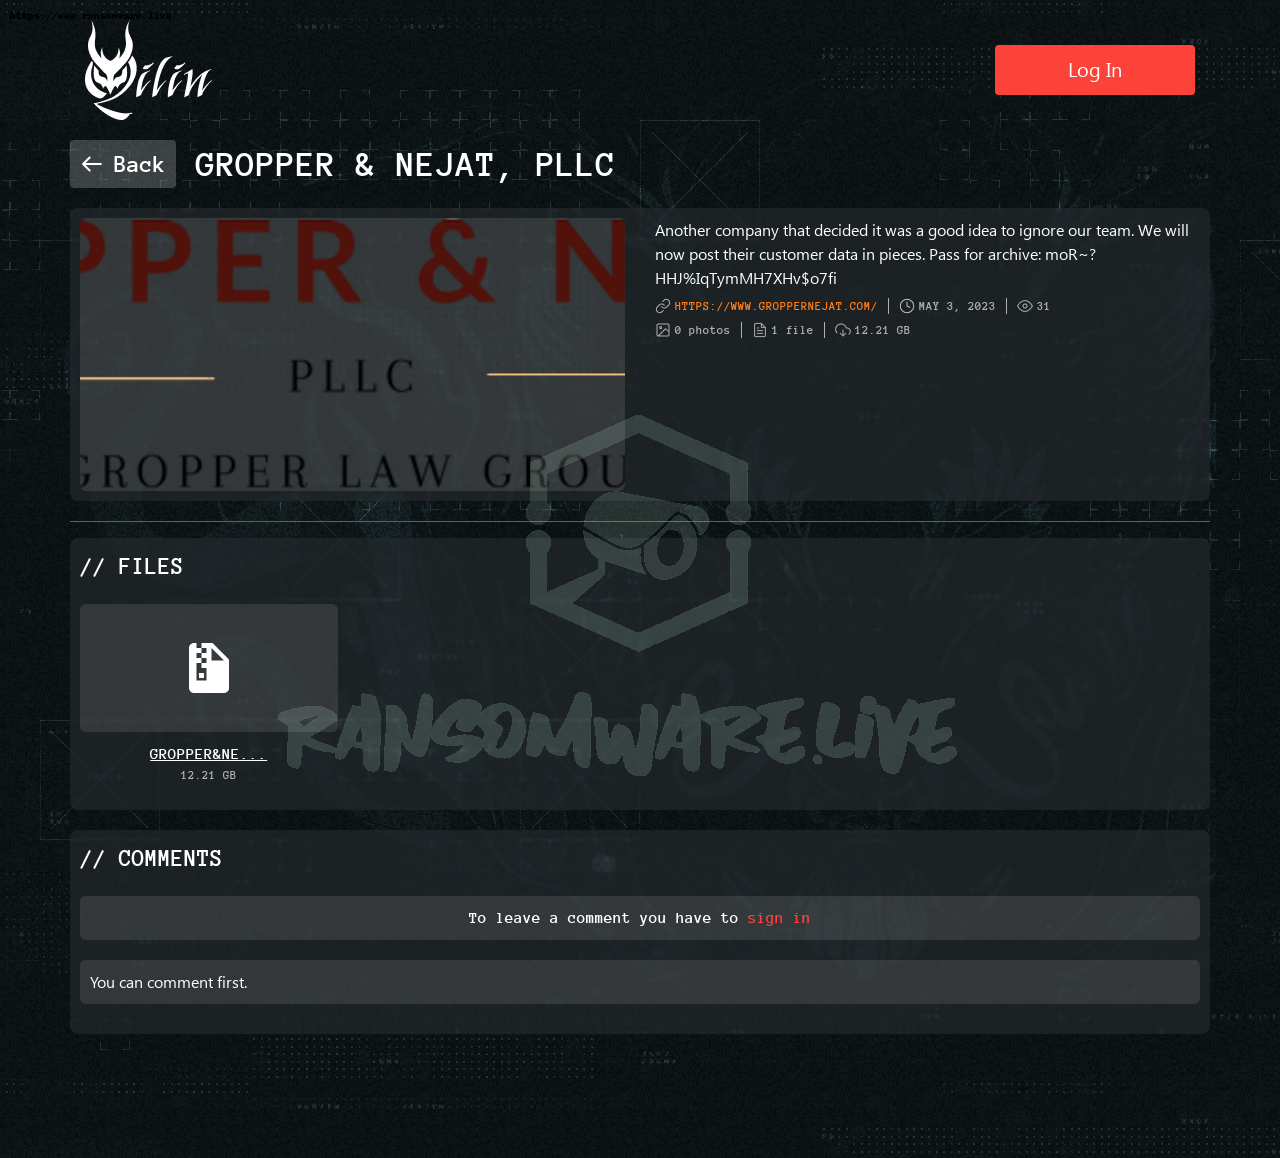 https://www.ransomware.live
Qilin
Log In
Back
GROPPER & NEJAT, PLLC
PPER & N
PLLC
GROPPER LAW GROU
Another company that decided it was a good idea to ignore our team. We will
now post their customer data in pieces. Pass for archive: moR~?
HHJ%IqTymMH7XHv$o7fi
HTTPS://WWW.GROPPERNEJAT.COM/ MAY 3, 2023 31
0 photos 1 file 12.21 GB
// FILES
GROPPER&NE...
12.21 GB
RANSOMWARE.LIVE
// COMMENTS
To leave a comment you have to sign in
You can comment first.